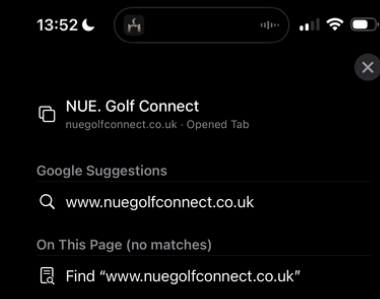 13:52
NUE. Golf Connect
nuegolfconnect.co.uk · Opened Tab
Google Suggestions
www.nuegolfconnect.co.uk
On This Page (no matches)
Find “www.nuegolfconnect.co.uk”